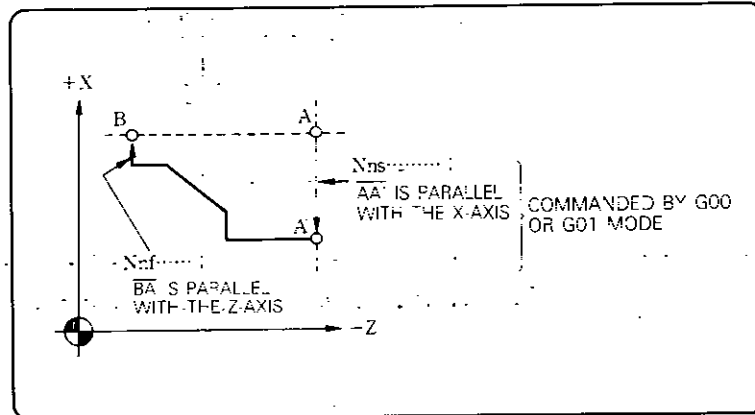 +X
B
A
Nns......... ;
AA' IS PARALLEL
WITH THE X-AXIS
COMMANDED BY G00
OR G01 MODE
A'
Nnf......... ;
BA IS PARALLEL
WITH THE Z-AXIS
-Z